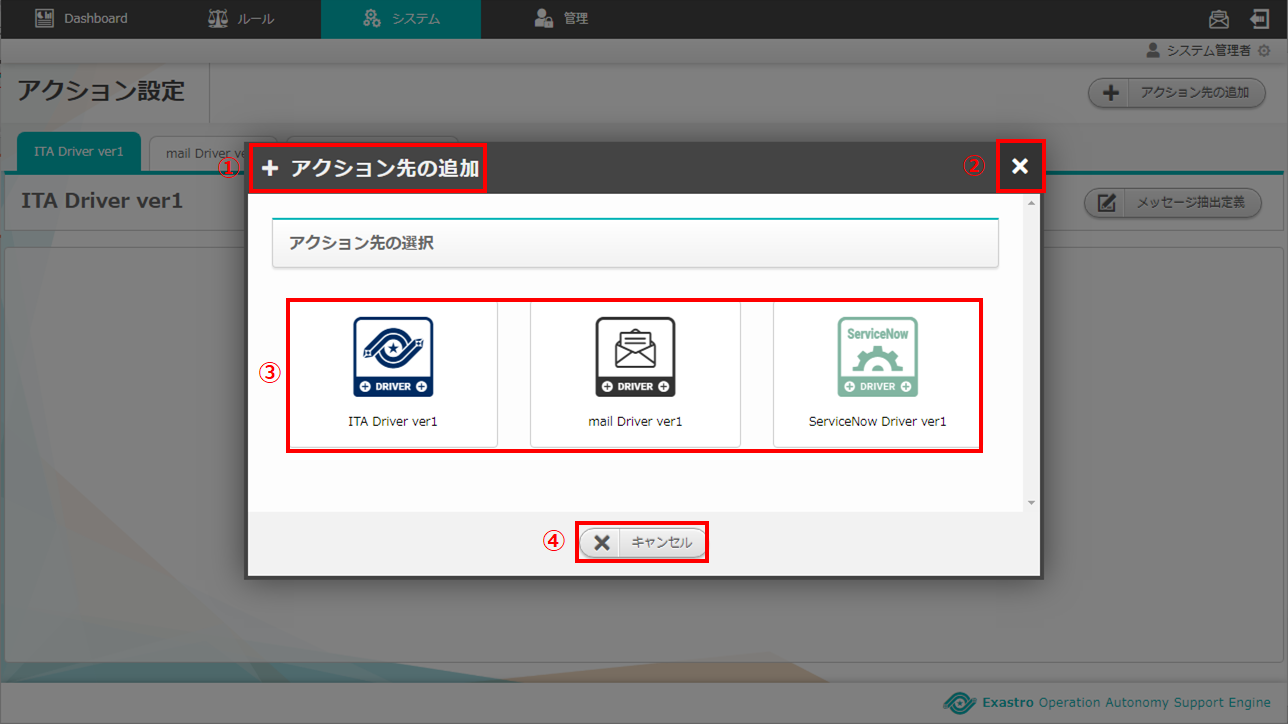 Dashboard
ルール
システム
管理
システム管理者
アクション設定
アクション先の追加
ITA Driver ver1
mail Driver ve
① アクション先の追加
②
ITA Driver ver1
メッセージ抽出定義
アクション先の選択
③
DRIVER
ITA Driver ver1
DRIVER
mail Driver ver1
ServiceNow
DRIVER
ServiceNow Driver ver1
④ キャンセル
Exastro Operation Autonomy Support Engine